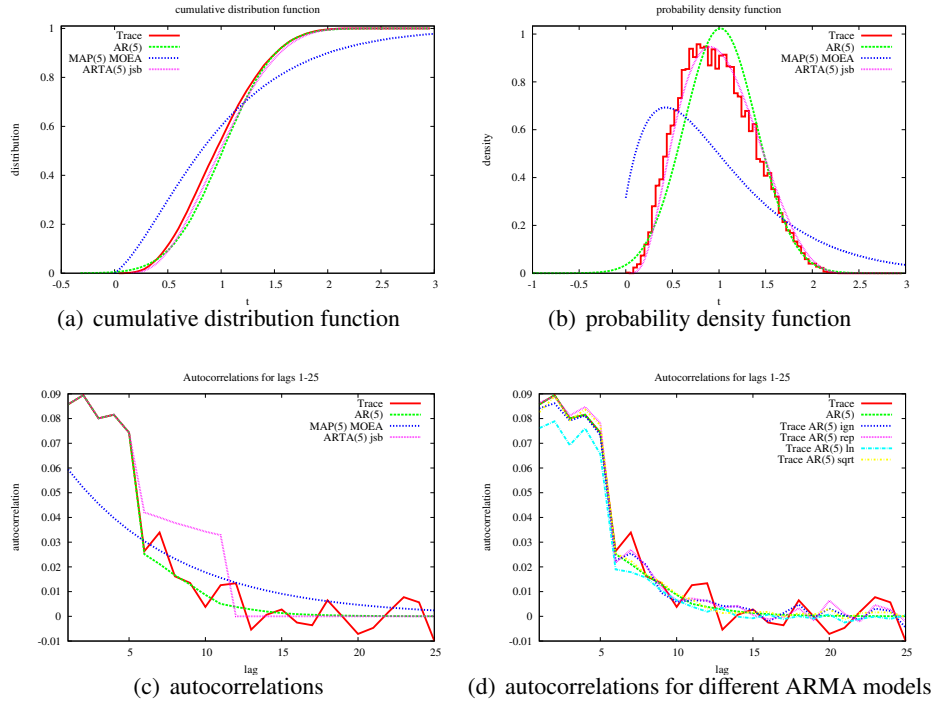 cumulative distribution function
Trace
AR(5)
MAP(5) MOEA
ARTA(5) jsb
distribution
1
0.8
0.6
0.4
0.2
0
-0.5 0 0.5 1 1.5 2 2.5 3
t
(a) cumulative distribution function
probability density function
Trace
AR(5)
MAP(5) MOEA
ARTA(5) jsb
density
1
0.8
0.6
0.4
0.2
0
-1 -0.5 0 0.5 1 1.5 2 2.5 3
t
(b) probability density function
Autocorrelations for lags 1-25
Trace
AR(5)
MAP(5) MOEA
ARTA(5) jsb
autocorrelation
0.09
0.08
0.07
0.06
0.05
0.04
0.03
0.02
0.01
0
-0.01
5 10 15 20 25
lag
(c) autocorrelations
Autocorrelations for lags 1-25
Trace
AR(5)
Trace AR(5) ign
Trace AR(5) rep
Trace AR(5) ln
Trace AR(5) sqrt
autocorrelation
0.09
0.08
0.07
0.06
0.05
0.04
0.03
0.02
0.01
0
-0.01
5 10 15 20 25
lag
(d) autocorrelations for different ARMA models